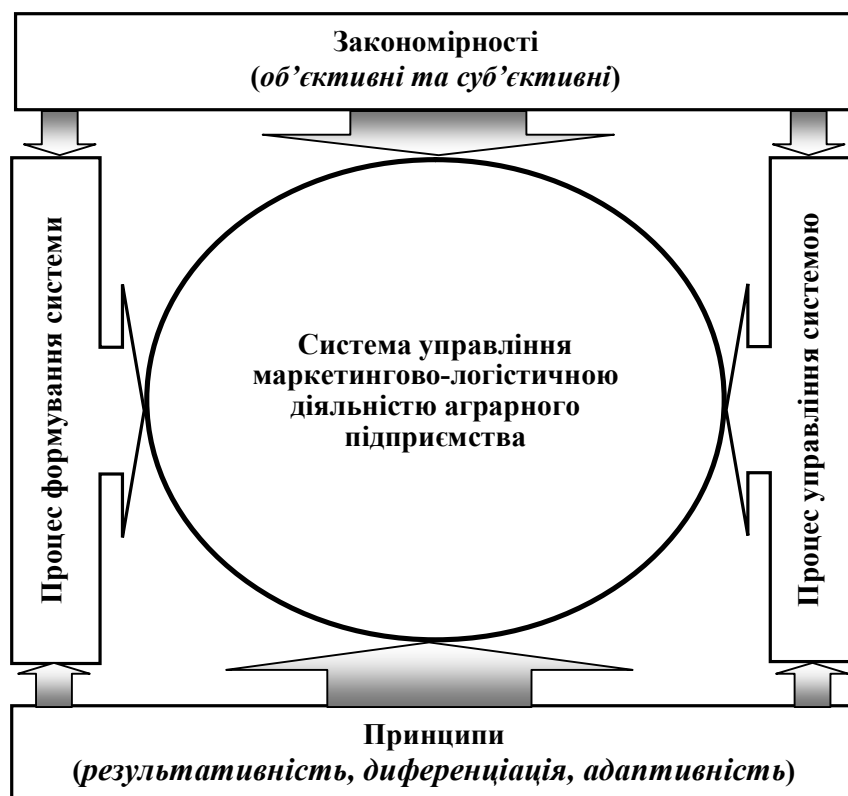 Закономірності
(об’єктивні та суб’єктивні)
Процес формування системи
Система управління
маркетингово-логістичною
діяльністю аграрного
підприємства
Процес управління системою
Принципи
(результативність, диференціація, адаптивність)